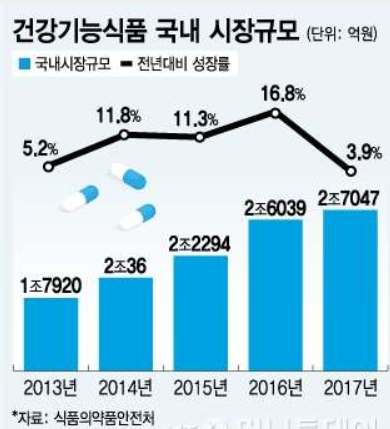 건강기능식품 국내 시장규모 (단위: 억원)
국내시장규모 전년대비 성장률
5.2% 11.8% 11.3% 16.8% 3.9%
1조7920 2조36 2조2294 2조6039 2조7047
2013년 2014년 2015년 2016년 2017년
*자료: 식품의약품안전처